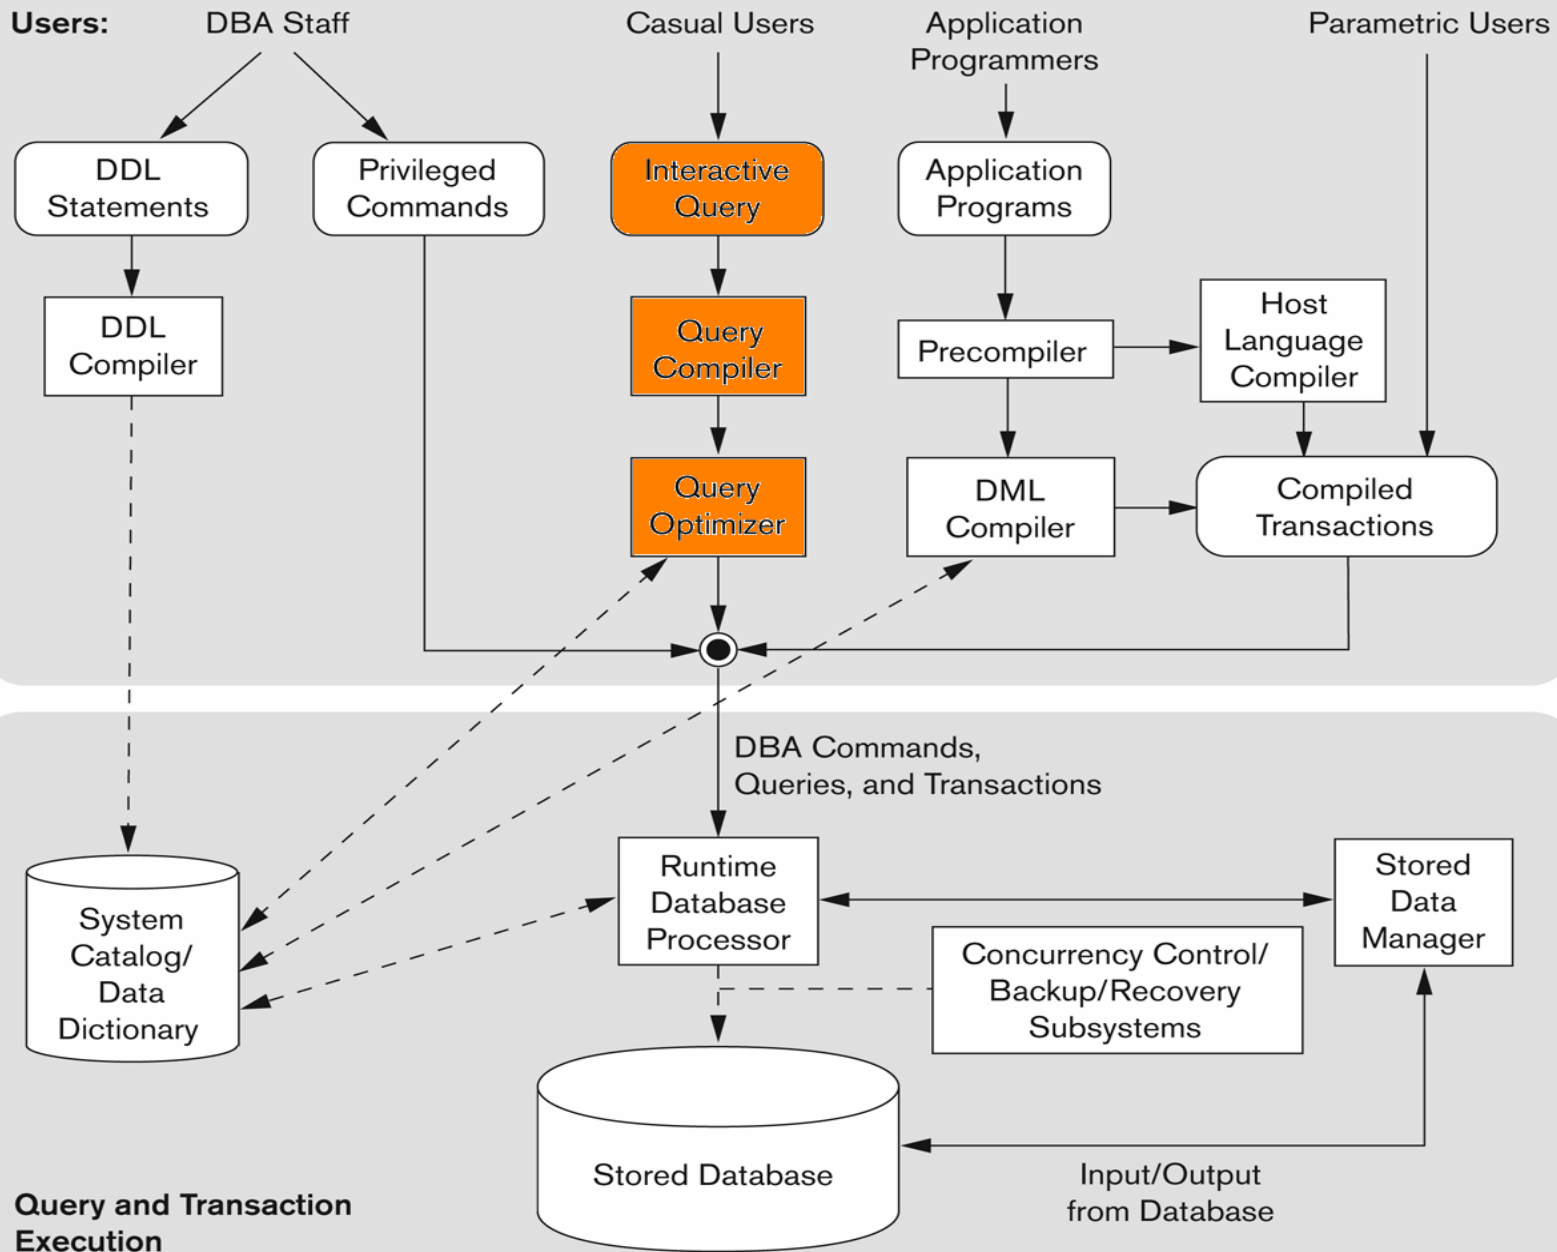 Users:
DBA Staff
Casual Users
Application
Programmers
Parametric Users
DDL
Statements
Privileged
Commands
Interactive
Query
Application
Programs
DDL
Compiler
Query
Compiler
Precompiler
Host
Language
Compiler
Query
Optimizer
DML
Compiler
Compiled
Transactions
DBA Commands,
Queries, and Transactions
System
Catalog/
Data
Dictionary
Runtime
Database
Processor
Stored
Data
Manager
Concurrency Control/
Backup/Recovery
Subsystems
Stored Database
Input/Output
from Database
Query and Transaction
Execution